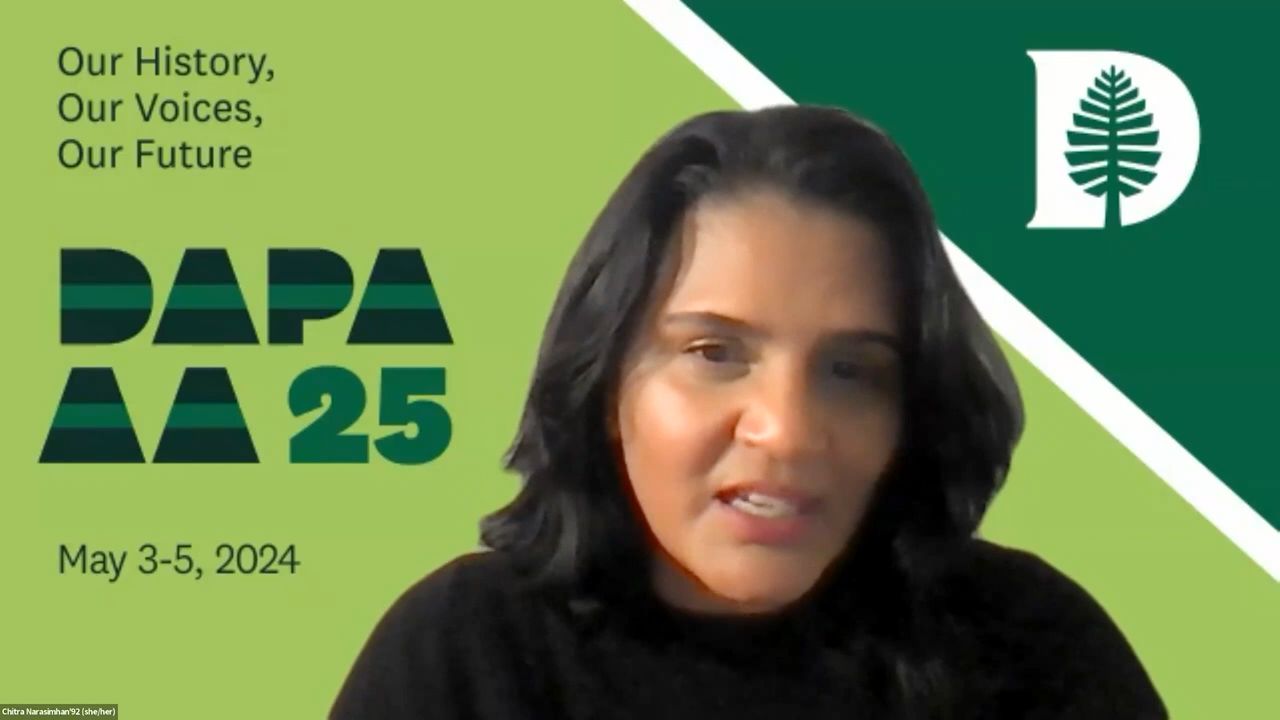 Our History,
Our Voices,
Our Future
DAPA
AA 25
May 3-5, 2024
D
Chitra Narasimhan'92 (she/her)